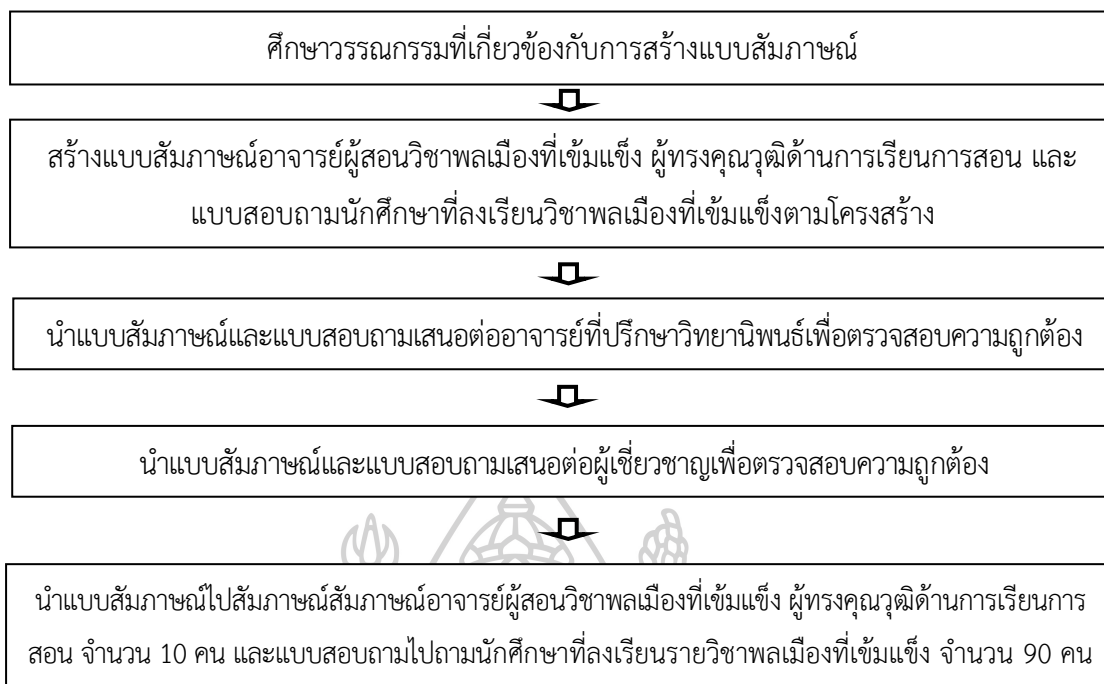 ศึกษาวรรณกรรมที่เกี่ยวข้องกับการสร้างแบบสัมภาษณ์
สร้างแบบสัมภาษณ์อาจารย์ผู้สอนวิชาพลเมืองที่เข้มแข็ง ผู้ทรงคุณวุฒิด้านการเรียนการสอน และ
แบบสอบถามนักศึกษาที่ลงเรียนวิชาพลเมืองที่เข้มแข็งตามโครงสร้าง
นำแบบสัมภาษณ์และแบบสอบถามเสนอต่ออาจารย์ที่ปรึกษาวิทยานิพนธ์เพื่อตรวจสอบความถูกต้อง
นำแบบสัมภาษณ์และแบบสอบถามเสนอต่อผู้เชี่ยวชาญเพื่อตรวจสอบความถูกต้อง
นำแบบสัมภาษณ์ไปสัมภาษณ์สัมภาษณ์อาจารย์ผู้สอนวิชาพลเมืองที่เข้มแข็ง ผู้ทรงคุณวุฒิด้านการเรียนการ
สอน จำนวน 10 คน และแบบสอบถามไปถามนักศึกษาที่ลงเรียนรายวิชาพลเมืองที่เข้มแข็ง จำนวน 90 คน